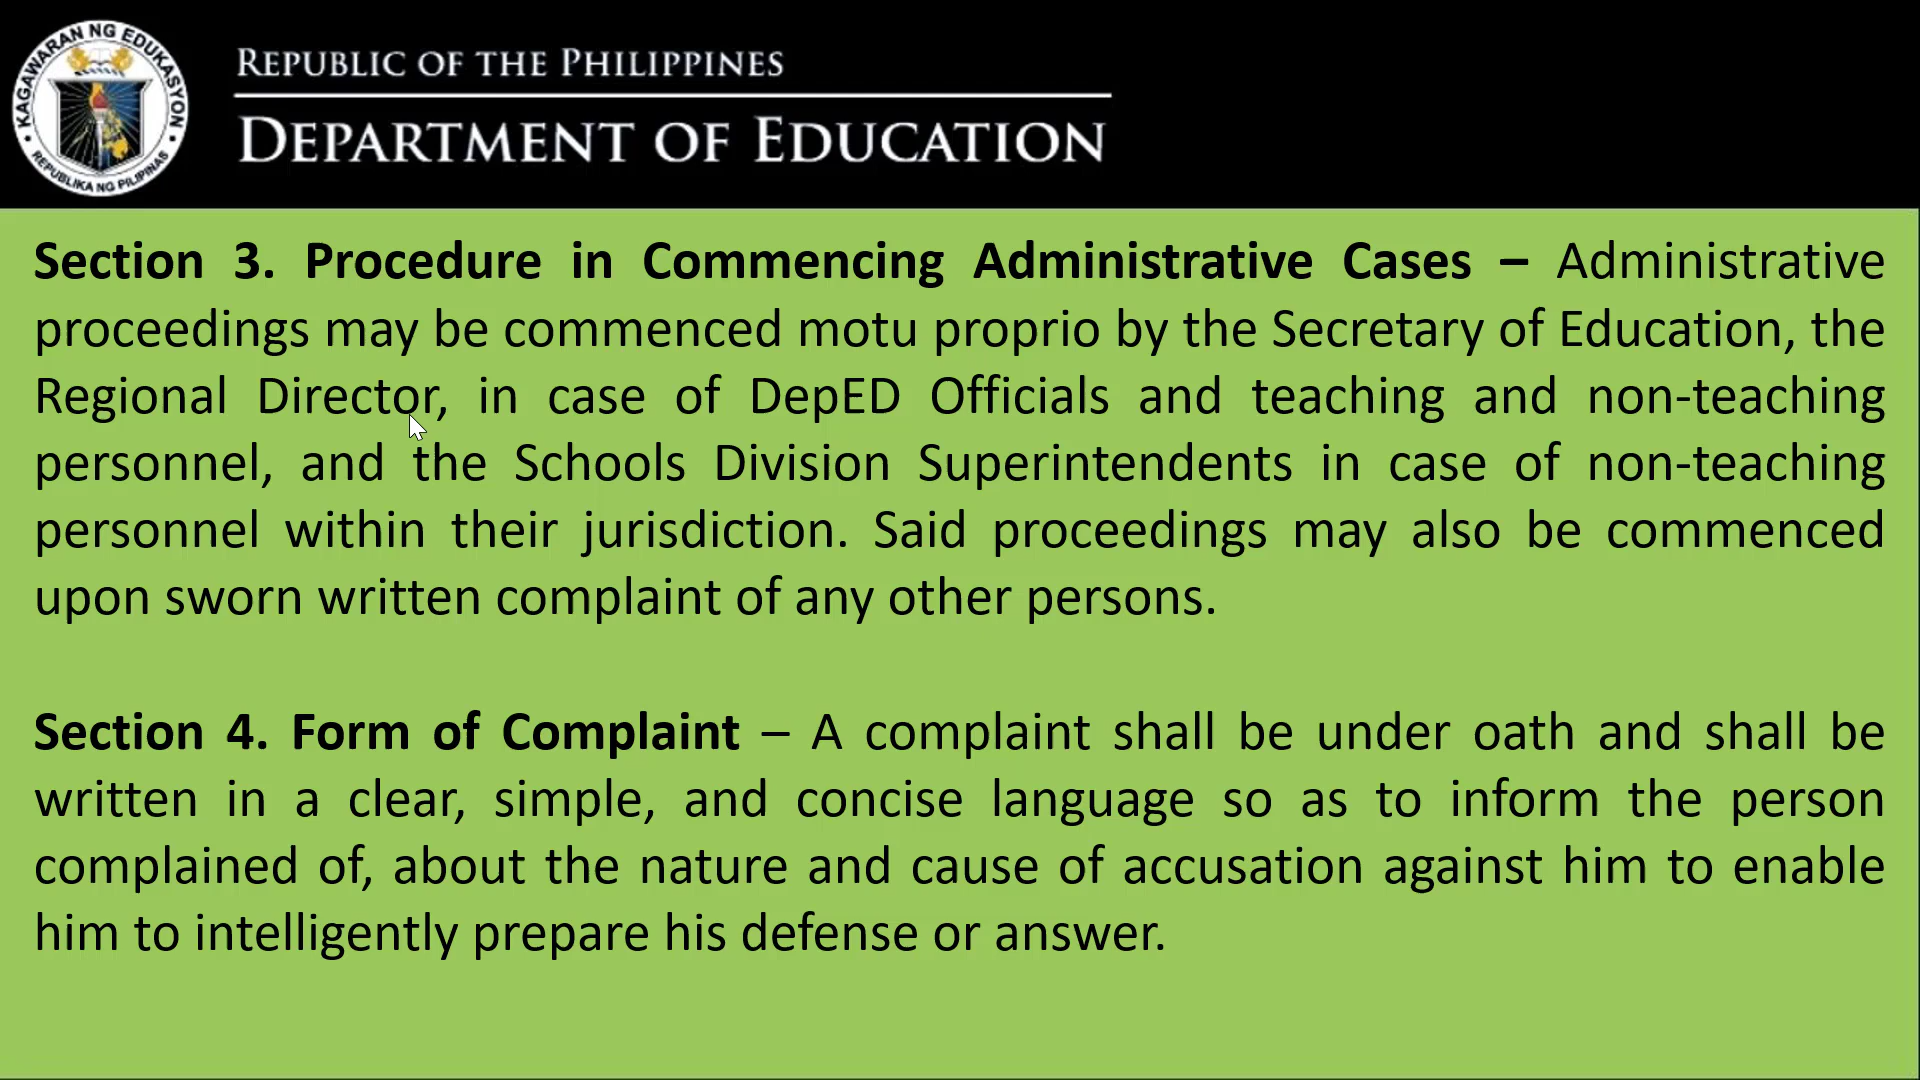 KAGAWARAN NG EDUKASYON
REPUBLIKA NG PILIPINAS
REPUBLIC OF THE PHILIPPINES
DEPARTMENT OF EDUCATION
Section 3. Procedure in Commencing Administrative Cases – Administrative
proceedings may be commenced motu proprio by the Secretary of Education, the
Regional Director, in case of DepED Officials and teaching and non-teaching
personnel, and the Schools Division Superintendents in case of non-teaching
personnel within their jurisdiction. Said proceedings may also be commenced
upon sworn written complaint of any other persons.
Section 4. Form of Complaint – A complaint shall be under oath and shall be
written in a clear, simple, and concise language so as to inform the person
complained of, about the nature and cause of accusation against him to enable
him to intelligently prepare his defense or answer.